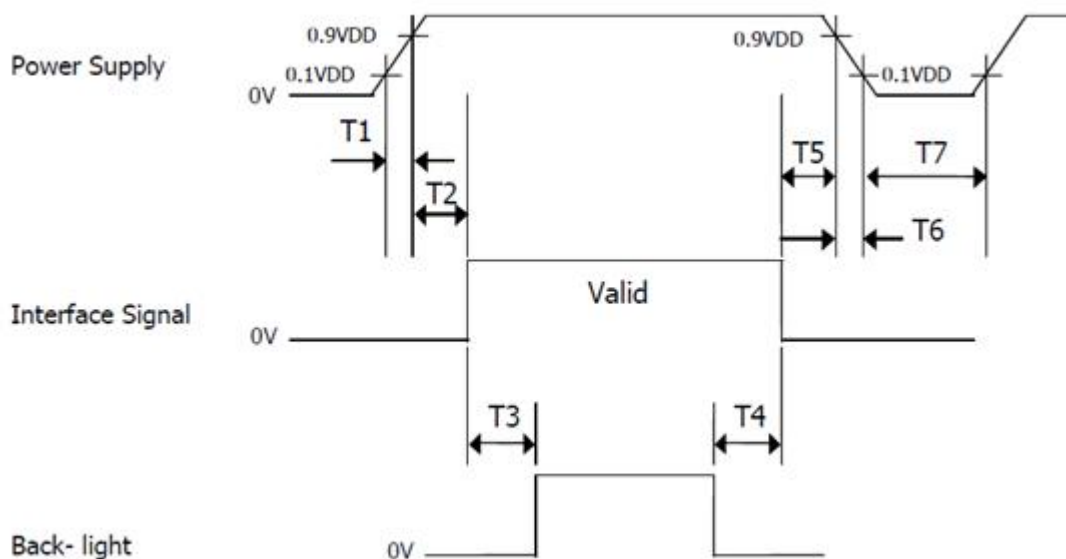 0.9VDD
0.9VDD
Power Supply
0.1VDD
0.1VDD
0V
T1
T5
T7
T2
T6
Valid
Interface Signal
0V
T3
T4
Back- light
0V